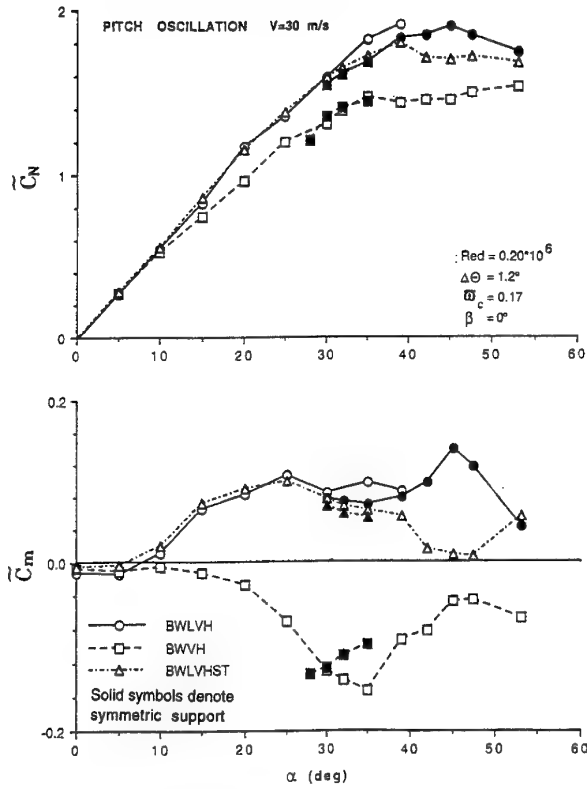 PITCH OSCILLATION V=30 m/s
2
1
0
C̃N
Red = 0.20*10^6
ΔΘ = 1.2°
ϖc = 0.17
β = 0°
0 10 20 30 40 50 60
0.2
0.0
-0.2
C̃m
BWLVH
BWVH
BWLVHST
Solid symbols denote
symmetric support
0 10 20 30 40 50 60
α (deg)